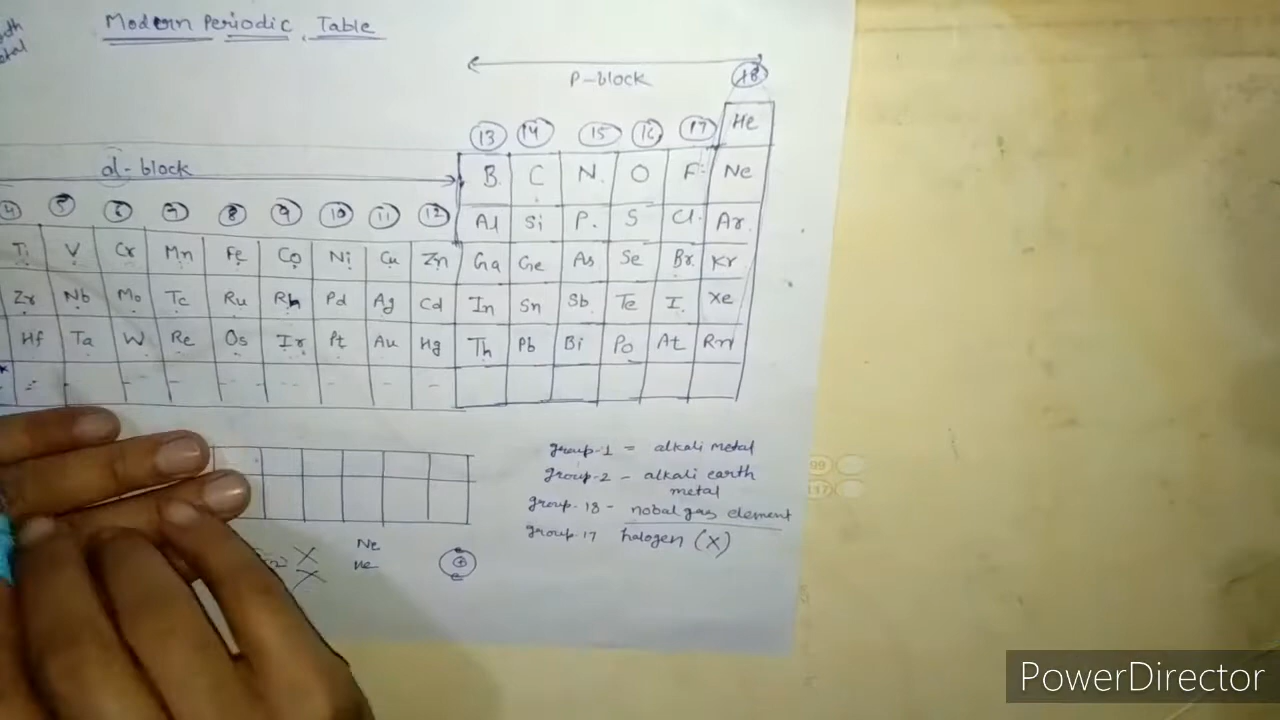 Modern Periodic Table
P-block
18
13 14 15 16 17 He
d-block
B C N O F Ne
4 5 6 7 8 9 10 11 12
Al Si P S Cl Ar
Ti V Cr Mn Fe Co Ni Cu Zn Ga Ge As Se Br Kr
Zr Nb Mo Tc Ru Rh Pd Ag Cd In Sn Sb Te I Xe
Hf Ta W Re Os Ir Pt Au Hg Th Pb Bi Po At Rn
group-1 = alkali metal
group-2 - alkali earth
metal
group-18 - nobal gas element
group-17 halogen (X)
Ne
He
PowerDirector